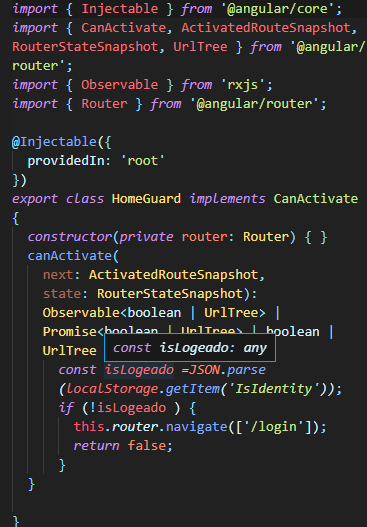 import { Injectable } from '@angular/core';
import { CanActivate, ActivatedRouteSnapshot,
RouterStateSnapshot, UrlTree } from '@angular/
router';
import { Observable } from 'rxjs';
import { Router } from '@angular/router';
@Injectable({
providedIn: 'root'
})
export class HomeGuard implements CanActivate
{
constructor(private router: Router) { }
canActivate(
next: ActivatedRouteSnapshot,
state: RouterStateSnapshot):
Observable<boolean | UrlTree> |
Promise<boolean | UrlTree> | boolean |
UrlTree
const isLogeado: any
const isLogeado =JSON.parse
(localStorage.getItem('IsIdentity'));
if (!isLogeado ) {
this.router.navigate(['/login']);
return false;
}
}
}